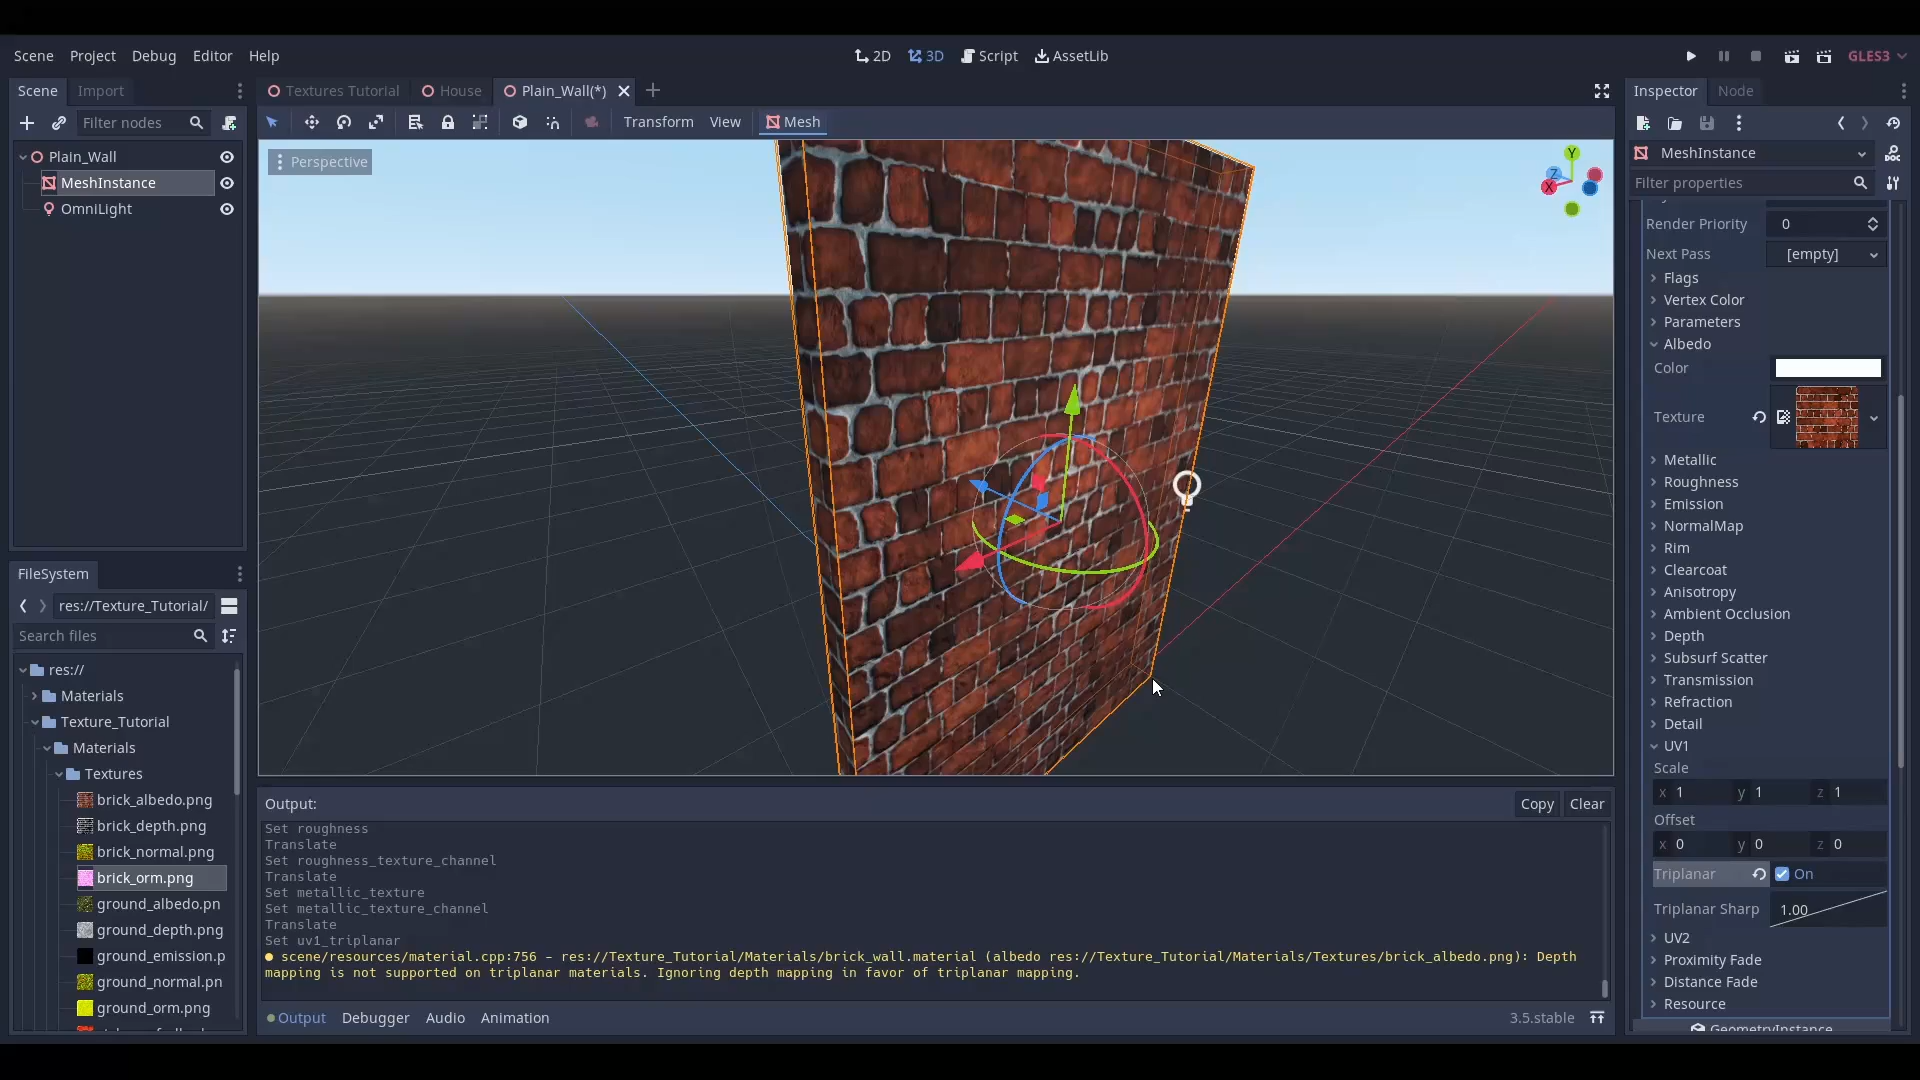 Scene Project Debug Editor Help
2D 3D Script AssetLib
GLES3
Scene Import
Filter nodes
Plain_Wall
MeshInstance
OmniLight
Textures Tutorial House Plain_Wall(*)
Transform View Mesh
Perspective
Y
Z
X
FileSystem
res://Texture_Tutorial/
Search files
res://
Materials
Texture_Tutorial
Materials
Textures
brick_albedo.png
brick_depth.png
brick_normal.png
brick_orm.png
ground_albedo.pn
ground_depth.png
ground_emission.p
ground_normal.pn
ground_orm.png
Output: Copy Clear
Set roughness
Translate
Set roughness_texture_channel
Translate
Set metallic_texture
Set metallic_texture_channel
Translate
Set uv1_triplanar
scene/resources/material.cpp:756 - res://Texture_Tutorial/Materials/brick_wall.material (albedo res://Texture_Tutorial/Materials/Textures/brick_albedo.png): Depth
mapping is not supported on triplanar materials. Ignoring depth mapping in favor of triplanar mapping.
Output Debugger Audio Animation 3.5.stable
Inspector Node
MeshInstance
Filter properties
Render Priority 0
Next Pass [empty]
Flags
Vertex Color
Parameters
Albedo
Color
Texture
Metallic
Roughness
Emission
NormalMap
Rim
Clearcoat
Anisotropy
Ambient Occlusion
Depth
Subsurf Scatter
Transmission
Refraction
Detail
UV1
Scale
x 1 y 1 z 1
Offset
x 0 y 0 z 0
Triplanar On
Triplanar Sharp 1.00
UV2
Proximity Fade
Distance Fade
Resource
GeometryInstance